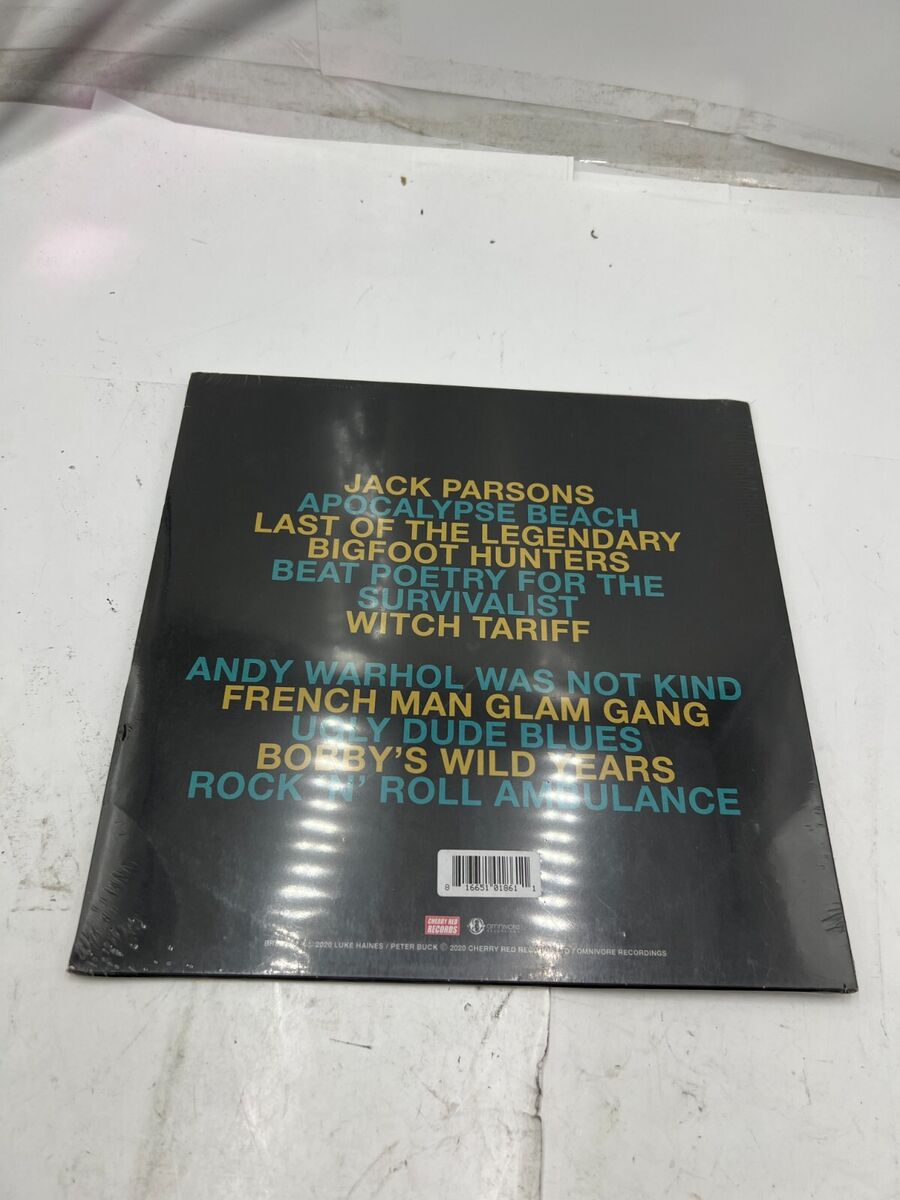 JACK PARSONS
APOCALYPSE BEACH
LAST OF THE LEGENDARY
BIGFOOT HUNTERS
BEAT POETRY FOR THE
SURVIVALIST
WITCH TARIFF
ANDY WARHOL WAS NOT KIND
FRENCH MAN GLAM GANG
UGLY DUDE BLUES
BOBBY'S WILD YEARS
ROCK 'N' ROLL AMBULANCE
8 16651 01861 1
CHERRY RED
RECORDS
omnivore
2020 LUKE HAINES / PETER BUCK © 2020 CHERRY RED / OMNIVORE RECORDINGS